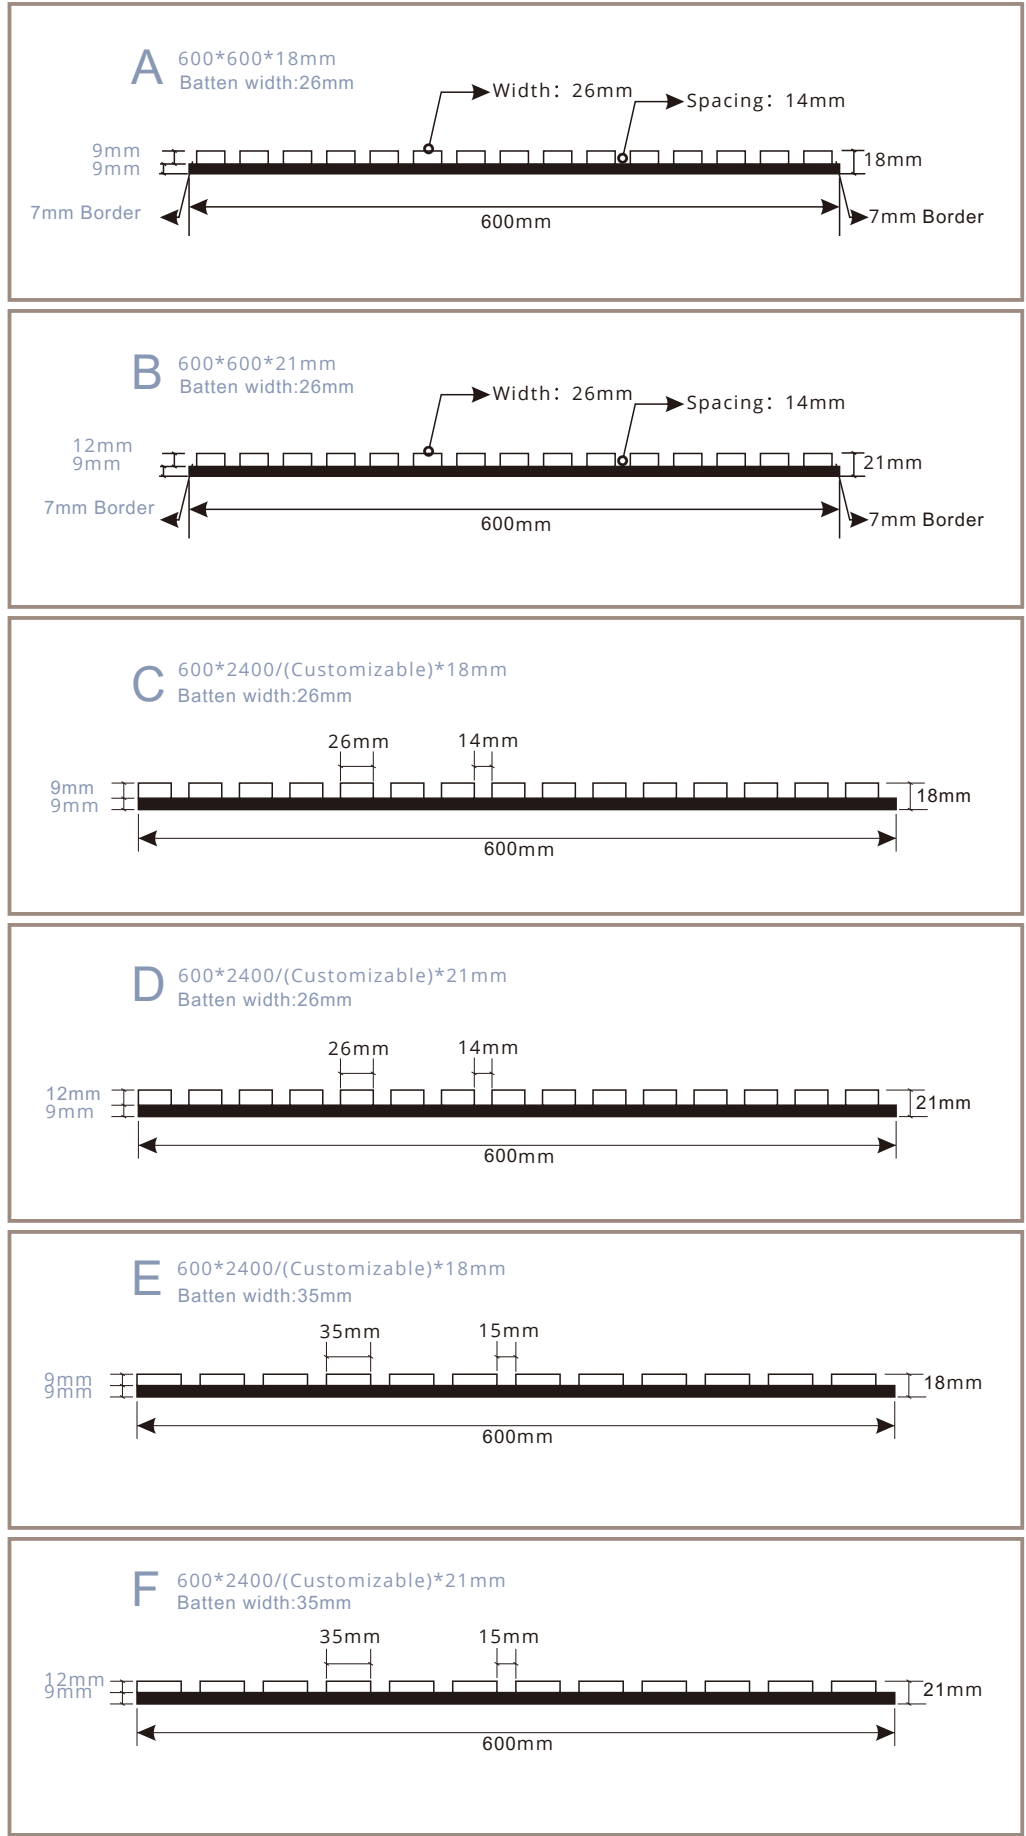 A 600*600*18mm
Batten width:26mm
Width: 26mm
Spacing: 14mm
9mm
9mm
18mm
7mm Border
600mm
7mm Border
B 600*600*21mm
Batten width:26mm
Width: 26mm
Spacing: 14mm
12mm
9mm
21mm
7mm Border
600mm
7mm Border
C 600*2400/(Customizable)*18mm
Batten width:26mm
26mm
14mm
9mm
9mm
18mm
600mm
D 600*2400/(Customizable)*21mm
Batten width:26mm
26mm
14mm
12mm
9mm
21mm
600mm
E 600*2400/(Customizable)*18mm
Batten width:35mm
35mm
15mm
9mm
9mm
18mm
600mm
F 600*2400/(Customizable)*21mm
Batten width:35mm
35mm
15mm
12mm
9mm
21mm
600mm